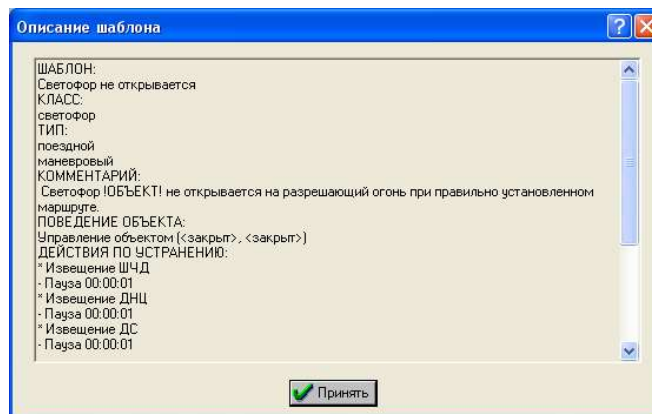 Описание шаблона
ШАБЛОН:
Светофор не открывается
КЛАСС:
светофор
ТИП:
поездной
маневровый
КОММЕНТАРИЙ:
Светофор !ОБЪЕКТ! не открывается на разрешающий огонь при правильно установленном
маршруте.
ПОВЕДЕНИЕ ОБЪЕКТА:
Управление объектом (<закрыт>, <закрыт>)
ДЕЙСТВИЯ ПО УСТРАНЕНИЮ:
* Извещение ШЧД
- Пауза 00:00:01
* Извещение ДНЦ
- Пауза 00:00:01
* Извещение ДС
- Пауза 00:00:01
Принять